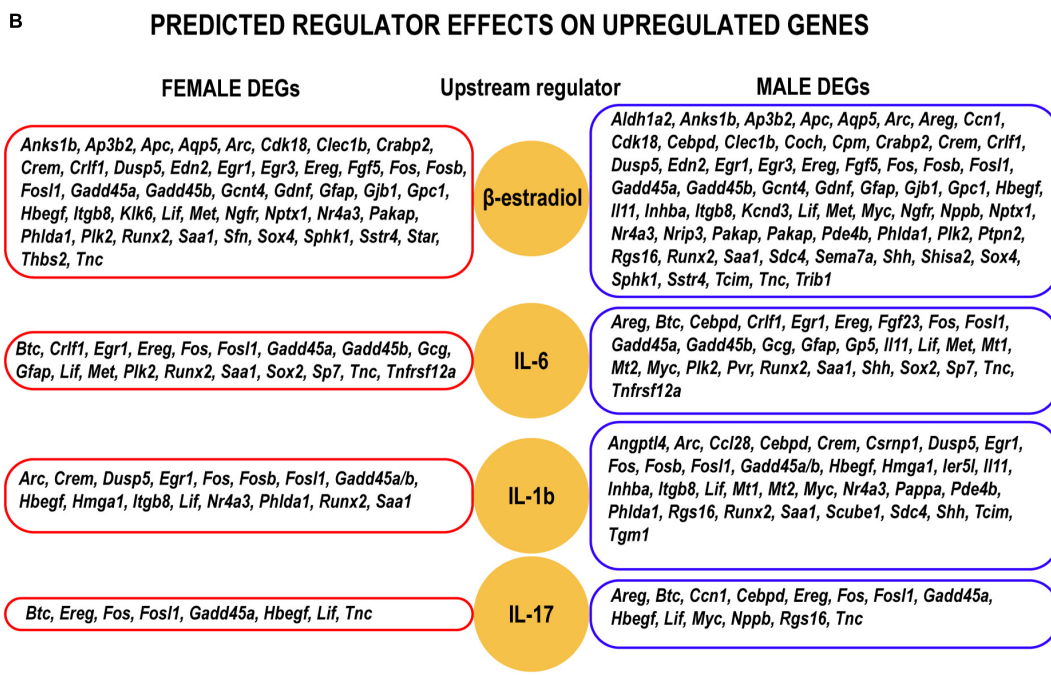 B
PREDICTED REGULATOR EFFECTS ON UPREGULATED GENES
FEMALE DEGs
Upstream regulator
MALE DEGs
Anks1b, Ap3b2, Apc, Aqp5, Arc, Cdk18, Clec1b, Crabp2,
Crem, Crlf1, Dusp5, Edn2, Egr1, Egr3, Ereg, Fgf5, Fos, Fosb,
Fosl1, Gadd45a, Gadd45b, Gcnt4, Gdnf, Gfap, Gjb1, Gpc1,
Hbegf, Itgb8, Klk6, Lif, Met, Ngfr, Nptx1, Nr4a3, Pakap,
Phlda1, Plk2, Runx2, Saa1, Sfn, Sox4, Sphk1, Sstr4, Star,
Thbs2, Tnc
β-estradiol
Aldh1a2, Anks1b, Ap3b2, Apc, Aqp5, Arc, Areg, Ccn1,
Cdk18, Cebpd, Clec1b, Coch, Cpm, Crabp2, Crem, Crlf1,
Dusp5, Edn2, Egr1, Egr3, Ereg, Fgf5, Fos, Fosb, Fosl1,
Gadd45a, Gadd45b, Gcnt4, Gdnf, Gfap, Gjb1, Gpc1, Hbegf,
Il11, Inhba, Itgb8, Kcnd3, Lif, Met, Myc, Ngfr, Nppb, Nptx1,
Nr4a3, Nrip3, Pakap, Pakap, Pde4b, Phlda1, Plk2, Ptpn2,
Rgs16, Runx2, Saa1, Sdc4, Sema7a, Shh, Shisa2, Sox4,
Sphk1, Sstr4, Tcim, Tnc, Trib1
Btc, Crlf1, Egr1, Ereg, Fos, Fosl1, Gadd45a, Gadd45b, Gcg,
Gfap, Lif, Met, Plk2, Runx2, Saa1, Sox2, Sp7, Tnc, Tnfrsf12a
IL-6
Areg, Btc, Cebpd, Crlf1, Egr1, Ereg, Fgf23, Fos, Fosl1,
Gadd45a, Gadd45b, Gcg, Gfap, Gp5, Il11, Lif, Met, Mt1,
Mt2, Myc, Plk2, Pvr, Runx2, Saa1, Shh, Sox2, Sp7, Tnc,
Tnfrsf12a
Arc, Crem, Dusp5, Egr1, Fos, Fosb, Fosl1, Gadd45a/b,
Hbegf, Hmga1, Itgb8, Lif, Nr4a3, Phlda1, Runx2, Saa1
IL-1b
Angptl4, Arc, Ccl28, Cebpd, Crem, Csrnp1, Dusp5, Egr1,
Fos, Fosb, Fosl1, Gadd45a/b, Hbegf, Hmga1, Ier5l, Il11,
Inhba, Itgb8, Lif, Mt1, Mt2, Myc, Nr4a3, Pappa, Pde4b,
Phlda1, Rgs16, Runx2, Saa1, Scube1, Sdc4, Shh, Tcim,
Tgm1
Btc, Ereg, Fos, Fosl1, Gadd45a, Hbegf, Lif, Tnc
IL-17
Areg, Btc, Ccn1, Cebpd, Ereg, Fos, Fosl1, Gadd45a,
Hbegf, Lif, Myc, Nppb, Rgs16, Tnc